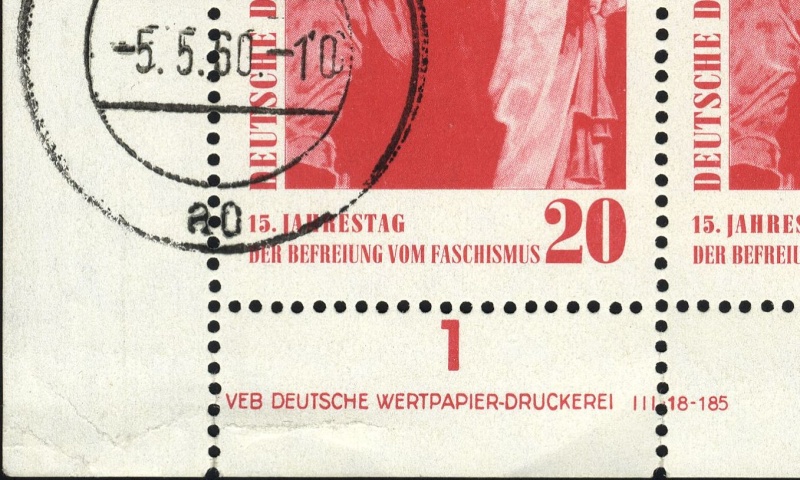 -5.5.60.-10
DEUTSCHE D
DEUTSCHE D
ao
15. JAHRESTAG
DER BEFREIUNG VOM FASCHISMUS
20
15. JAHRES
DER BEFREIU
1
VEB DEUTSCHE WERTPAPIER-DRUCKEREI III 18-185